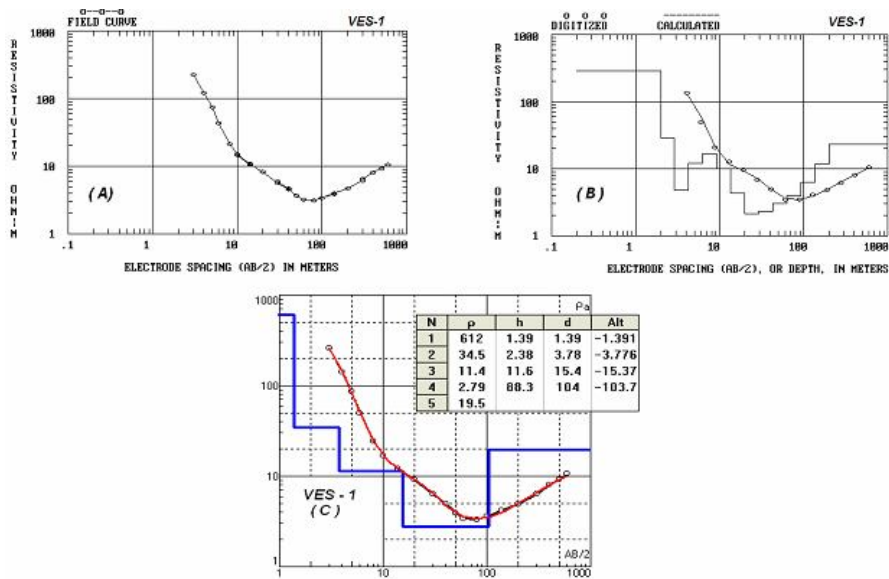 FIELD CURVE
VES-1
RESISTIVITY OHM-M
1000
100
10
1
.1
1
10
100
1000
(A)
ELECTRODE SPACING (AB/2) IN METERS
DIGITIZED
CALCULATED
VES-1
RESISTIVITY OHM-M
1000
100
10
1
.1
1
10
100
1000
(B)
ELECTRODE SPACING (AB/2), OR DEPTH, IN METERS
1000
100
10
1
1
10
100
1000
ρa
N ρ h d Alt
1 612 1.39 1.39 -1.391
2 34.5 2.38 3.78 -3.776
3 11.4 11.6 15.4 -15.37
4 2.79 88.3 104 -103.7
5 19.5
VES - 1
(C)
AB/2